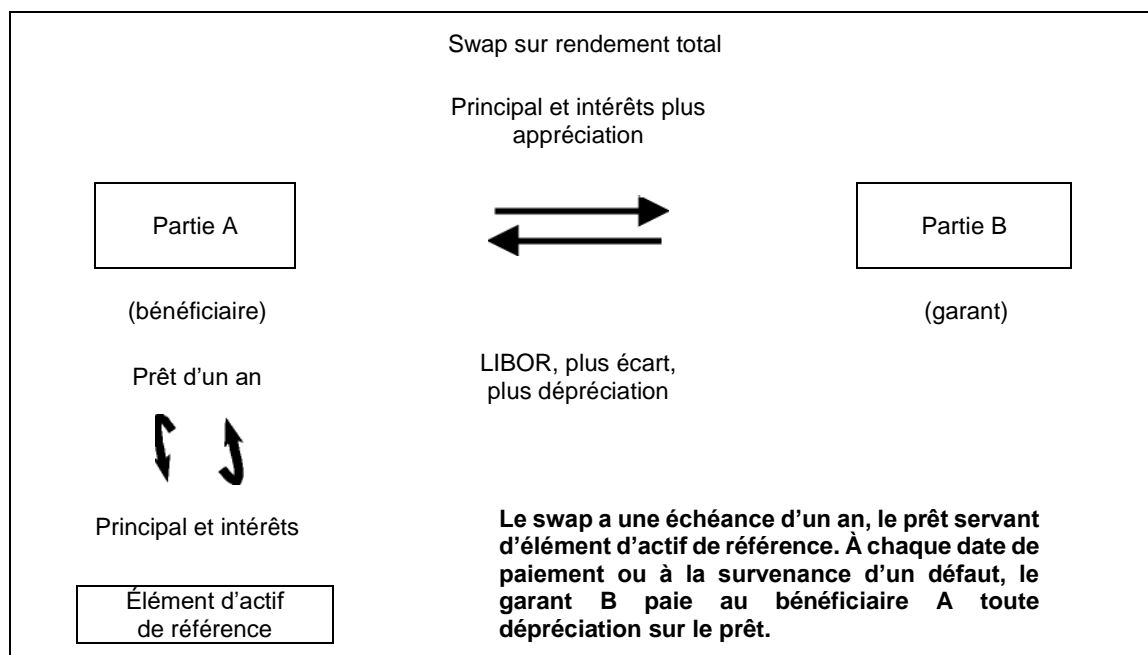 Swap sur rendement total
Principal et intérêts plus
appréciation
Partie A
Partie B
(bénéficiaire)
(garant)
Prêt d'un an
LIBOR, plus écart,
plus dépréciation
Principal et intérêts
Le swap a une échéance d'un an, le prêt servant
d'élément d'actif de référence. À chaque date de
paiement ou à la survenance d'un défaut, le
garant B paie au bénéficiaire A toute
dépréciation sur le prêt.
Élément d'actif
de référence